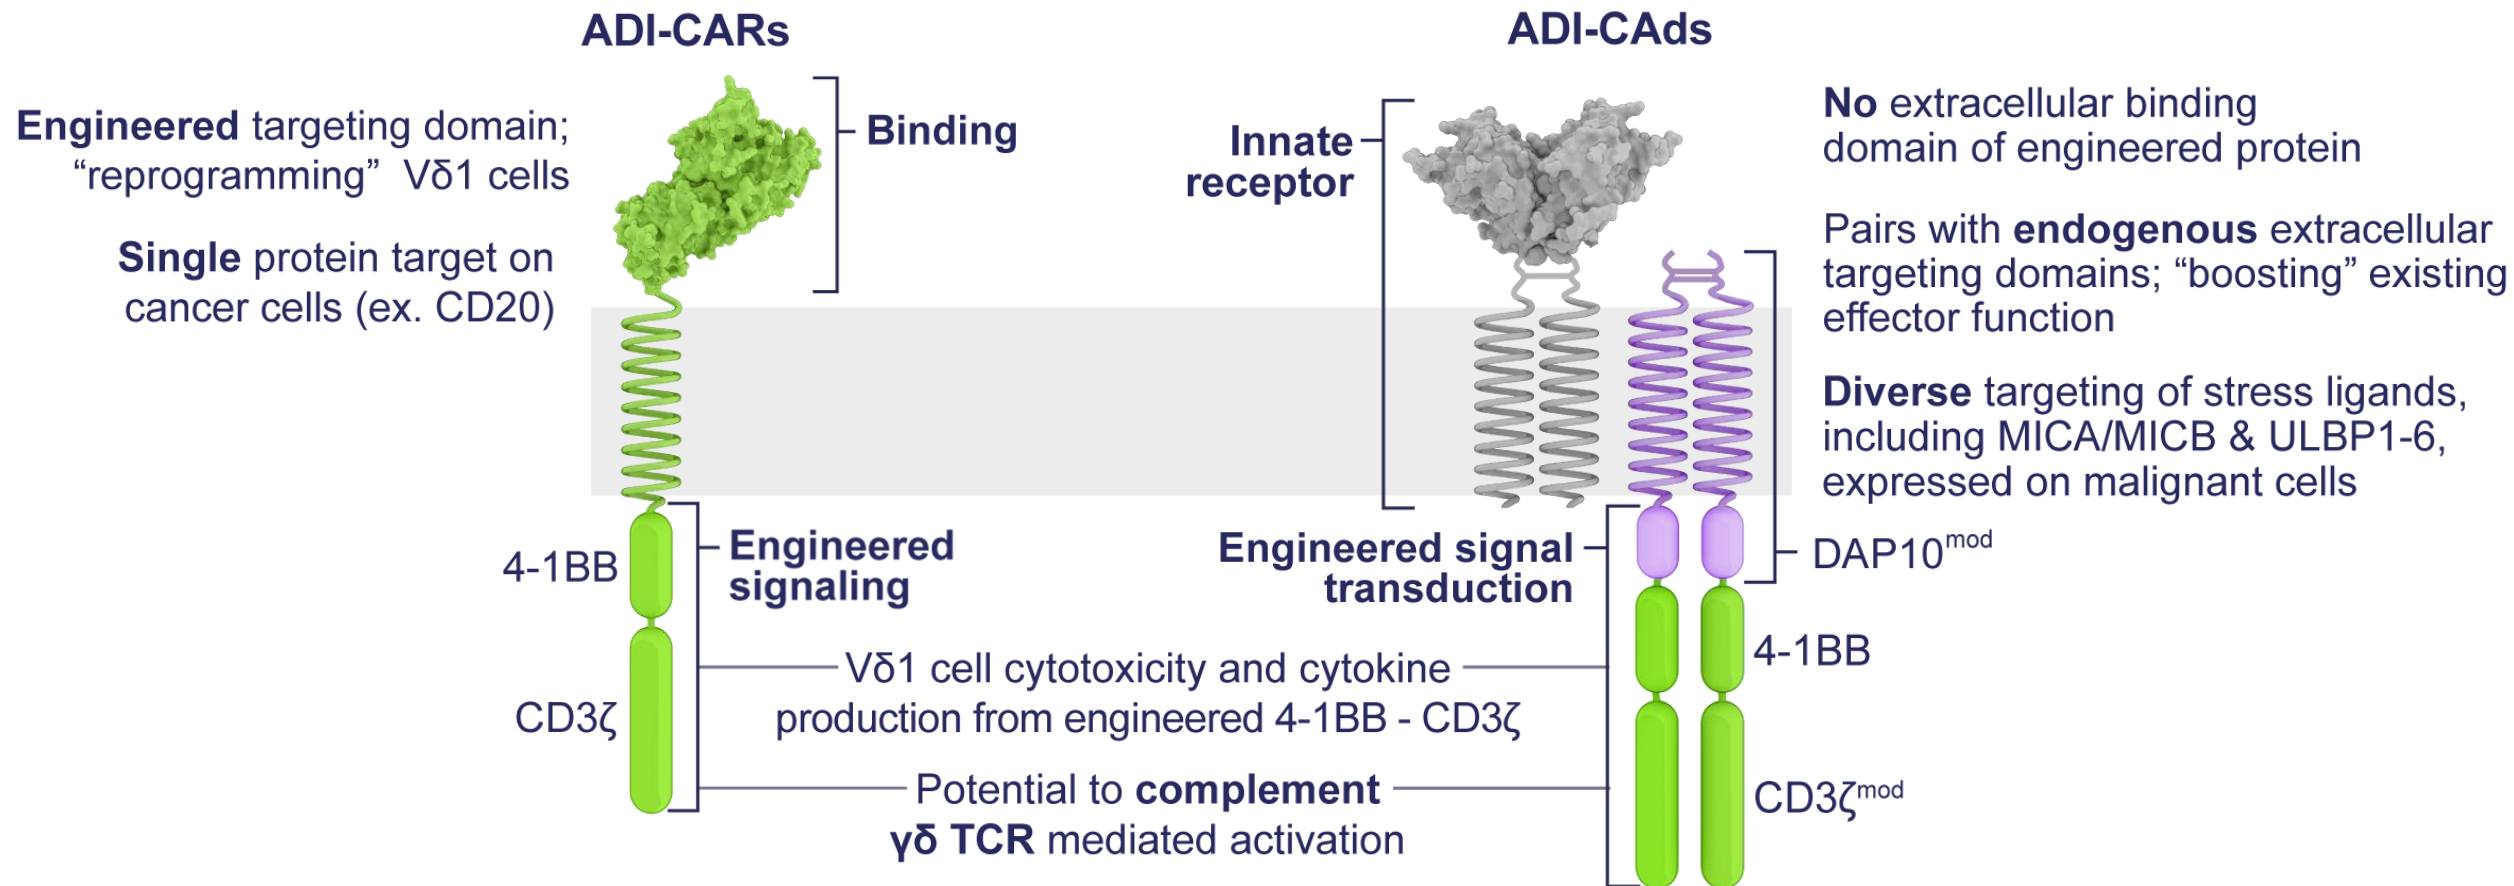 ADI-CARs
Engineered targeting domain;
“reprogramming” Vδ1 cells
Single protein target on
cancer cells (ex. CD20)
Binding
4-1BB
CD3ζ
Engineered
signaling
ADI-CAds
Innate
receptor
No extracellular binding
domain of engineered protein
Pairs with endogenous extracellular
targeting domains; “boosting” existing
effector function
Diverse targeting of stress ligands,
including MICA/MICB & ULBP1-6,
expressed on malignant cells
Engineered signal
transduction
DAP10mod
4-1BB
CD3ζmod
Vδ1 cell cytotoxicity and cytokine
production from engineered 4-1BB - CD3ζ
Potential to complement
γδ TCR mediated activation